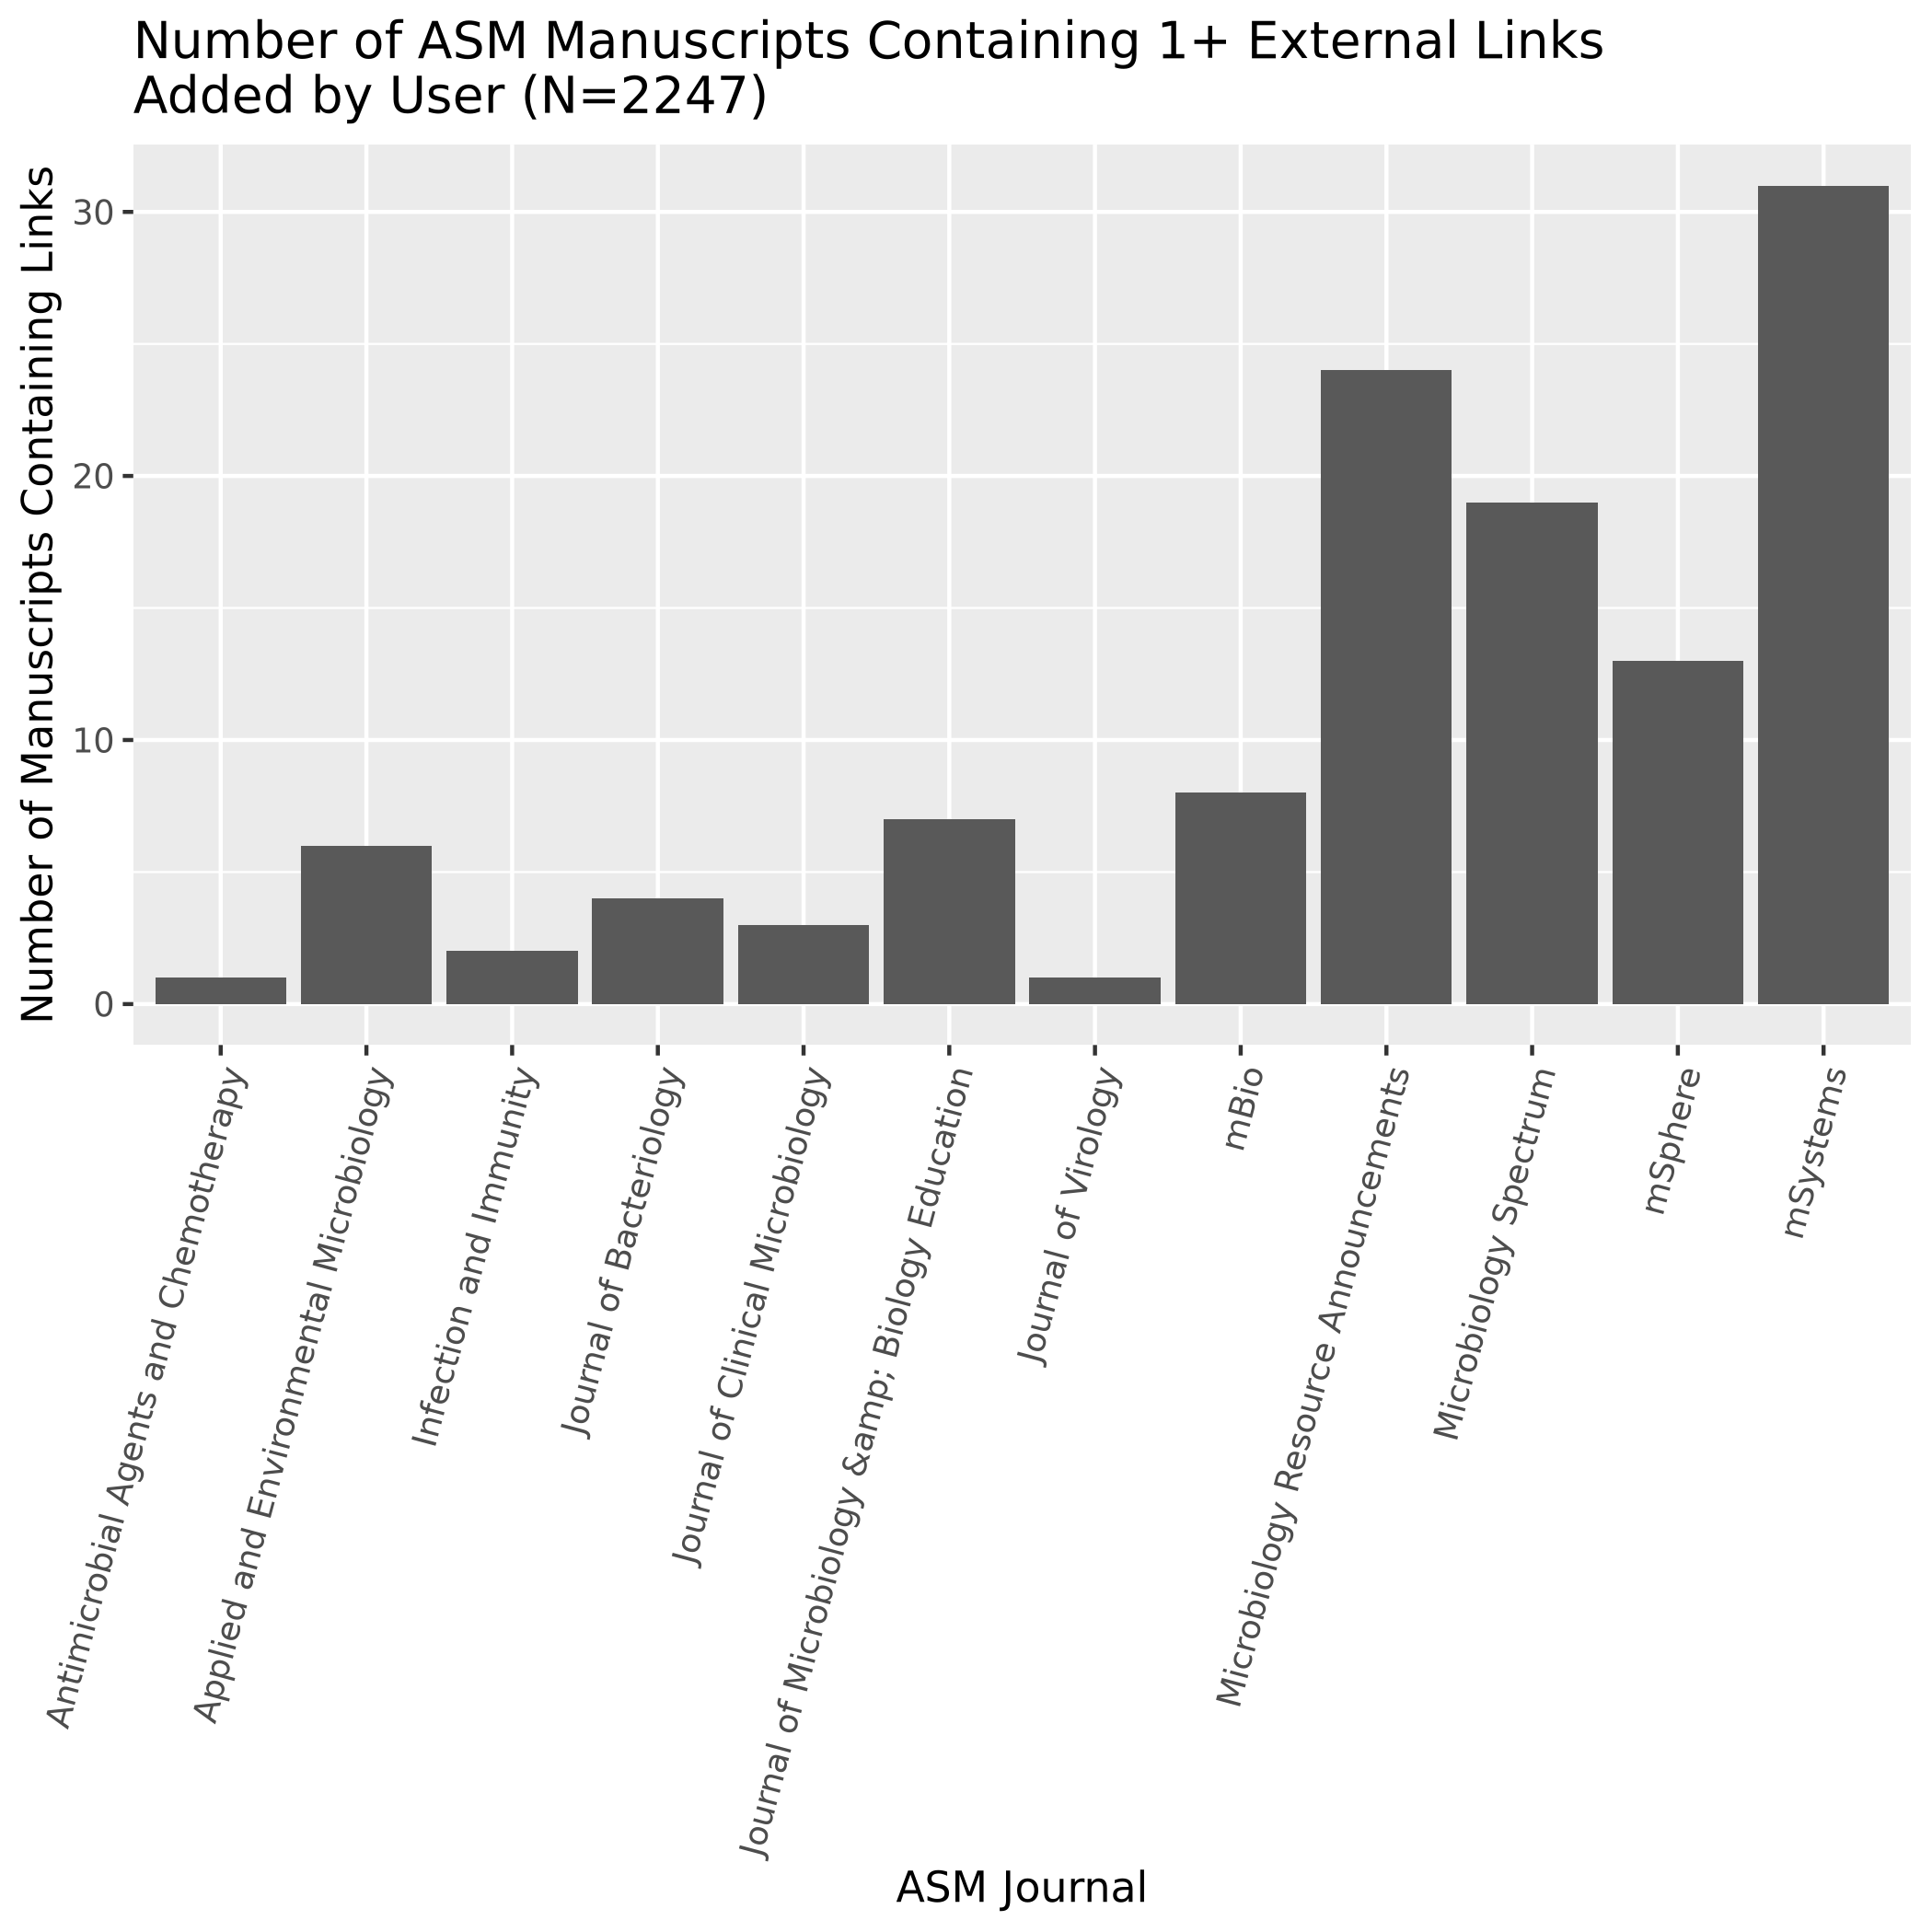 Number of ASM Manuscripts Containing 1+ External Links
Added by User (N=2247)
Number of Manuscripts Containing Links
30
20
10
0
Antimicrobial Agents and Chemotherapy
Applied and Environmental Microbiology
Infection and Immunity
Journal of Bacteriology
Journal of Clinical Microbiology
Journal of Microbiology &amp; Biology Education
Journal of Virology
mBio
Microbiology Resource Announcements
Microbiology Spectrum
mSphere
mSystems
ASM Journal